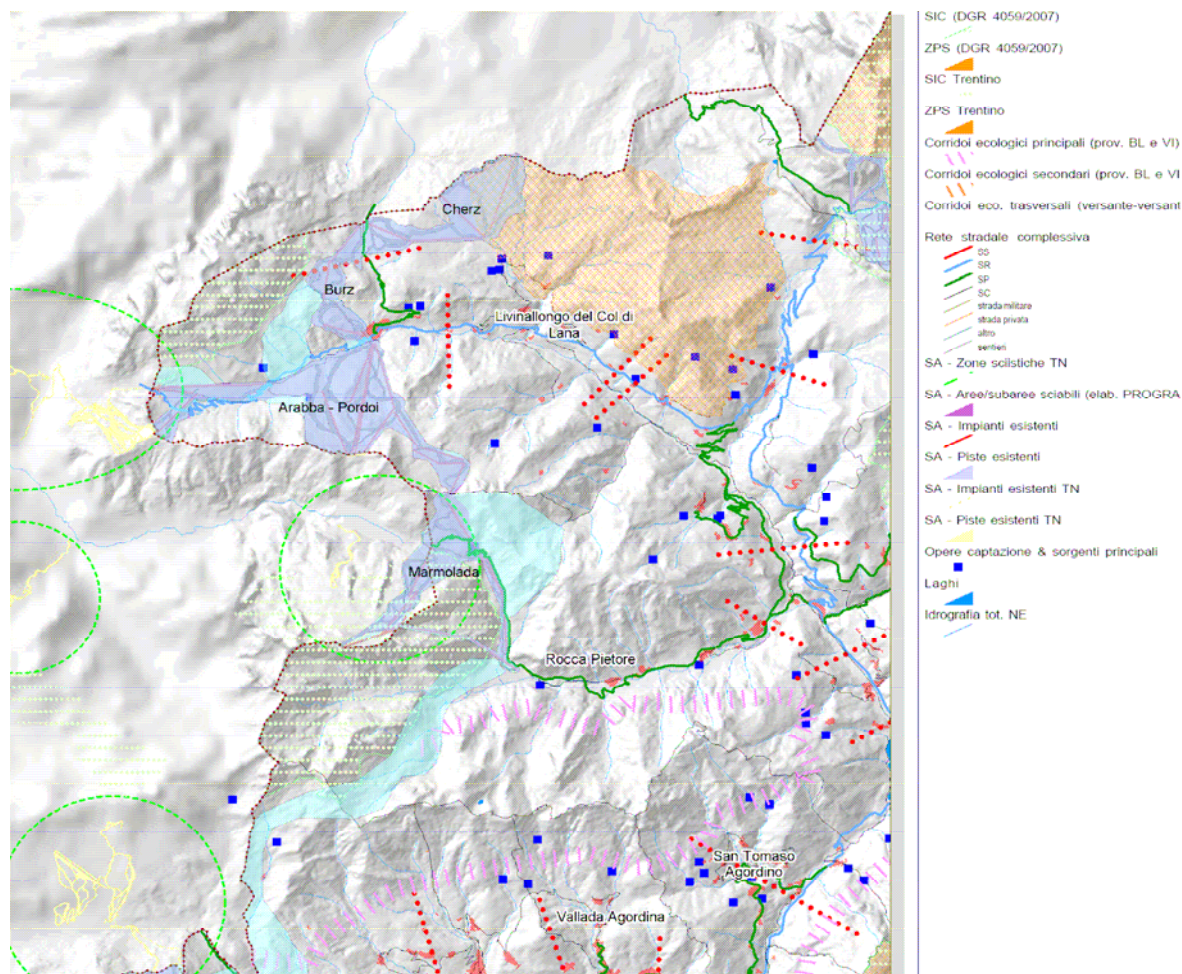 SIC (DGR 4059/2007)
ZPS (DGR 4059/2007)
SIC Trentino
ZPS Trentino
Corridoi ecologici principali (prov. BL e VI)
Corridoi ecologici secondari (prov. BL e VI
Corridoi eco. trasversali (versante-versant
Rete stradale complessiva
SS
SR
SP
SC
strada militare
strada privata
altro
sentieri
SA - Zone sciistiche TN
SA - Aree/subaree sciabili (elab. PROGRA
SA - Impianti esistenti
SA - Piste esistenti
SA - Impianti esistenti TN
SA - Piste esistenti TN
Opere captazione & sorgenti principali
Laghi
Idrografia tot. NE
Cherz
Burz
Livinallongo del Col di
Lana
Arabba - Pordoi
Marmolada
Rocca Pietore
San Tomaso
Agordino
Vallada Agordina